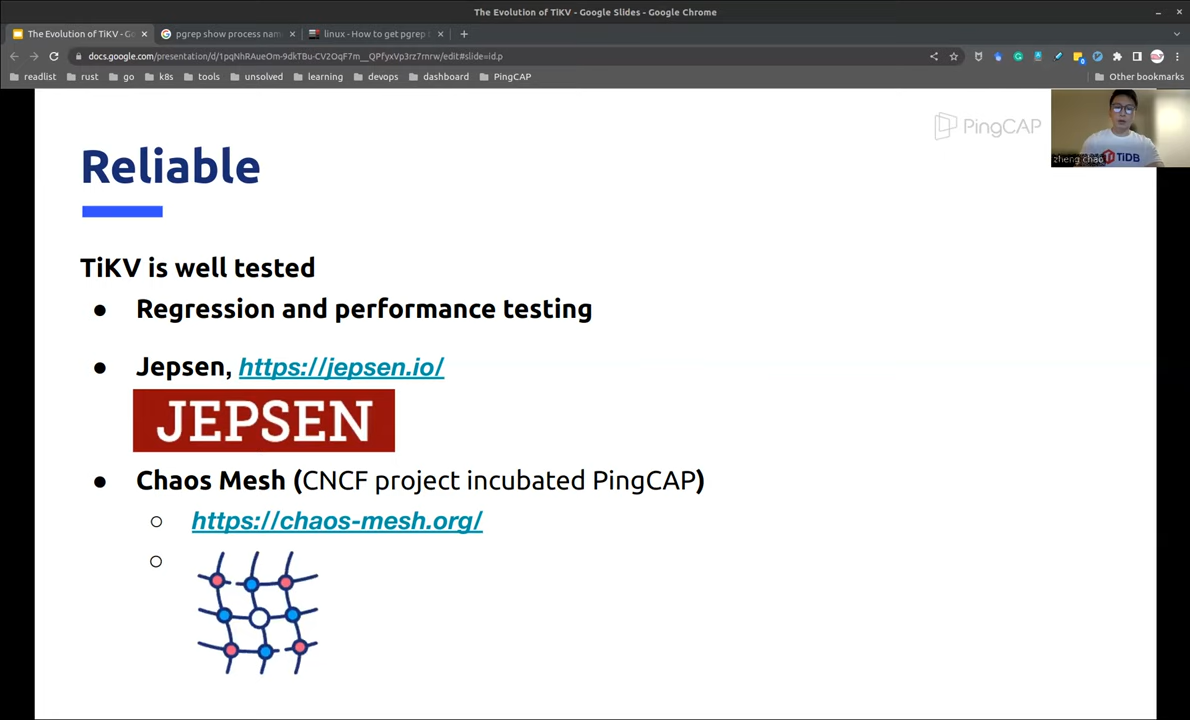 The Evolution of TiKV - Google Slides - Google Chrome
The Evolution of TiKV - Go
pgrep show process nam
linux - How to get pgrep t
docs.google.com/presentation/d/1pqNhRAueOm-9dkTBu-CV2OqF7m__QPfyxVp3rz7mrw/edit#slide=id.p
readlist rust go k8s tools unsolved learning devops dashboard PingCAP Other bookmarks
PingCAP
zheng chao
TiDB
Reliable
TiKV is well tested
● Regression and performance testing
● Jepsen, https://jepsen.io/
JEPSEN
● Chaos Mesh (CNCF project incubated PingCAP)
○ https://chaos-mesh.org/
○